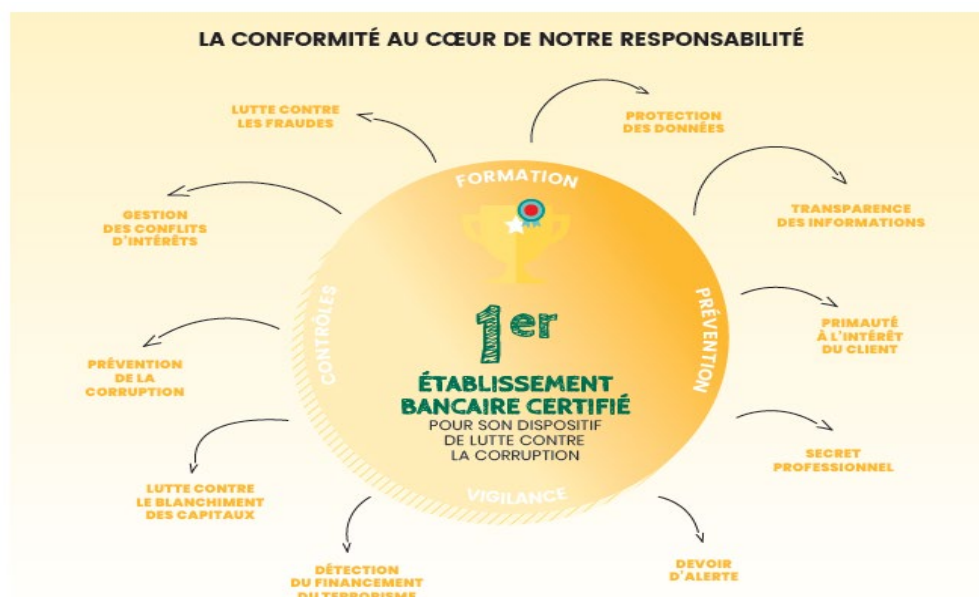 LA CONFORMITÉ AU CŒUR DE NOTRE RESPONSABILITÉ
LUTTE CONTRE
LES FRAUDES
PROTECTION
DES DONNÉES
GESTION
DES CONFLITS
D'INTÉRÊTS
TRANSPARENCE
DES INFORMATIONS
FORMATION
CONTRÔLES
PRÉVENTION
1er
ÉTABLISSEMENT
BANCAIRE CERTIFIÉ
POUR SON DISPOSITIF
DE LUTTE CONTRE
LA CORRUPTION
VIGILANCE
PRÉVENTION
DE LA
CORRUPTION
PRIMAUTÉ
À L'INTÉRÊT
DU CLIENT
LUTTE CONTRE
LE BLANCHIMENT
DES CAPITAUX
SECRET
PROFESSIONNEL
DÉTECTION
DU FINANCEMENT
DU TERRORISME
DEVOIR
D'ALERTE